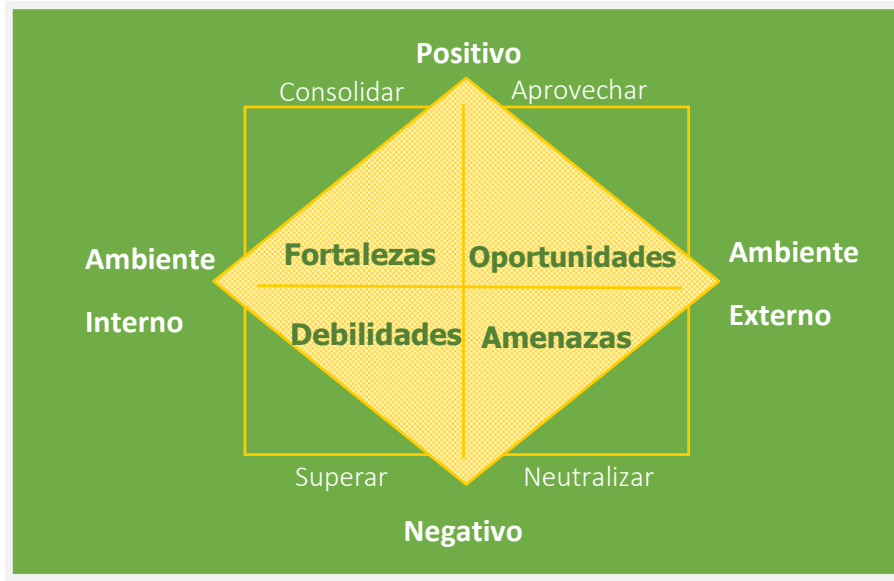 Positivo
Consolidar
Aprovechar
Ambiente
Interno
Fortalezas
Oportunidades
Ambiente
Externo
Debilidades
Amenazas
Superar
Neutralizar
Negativo